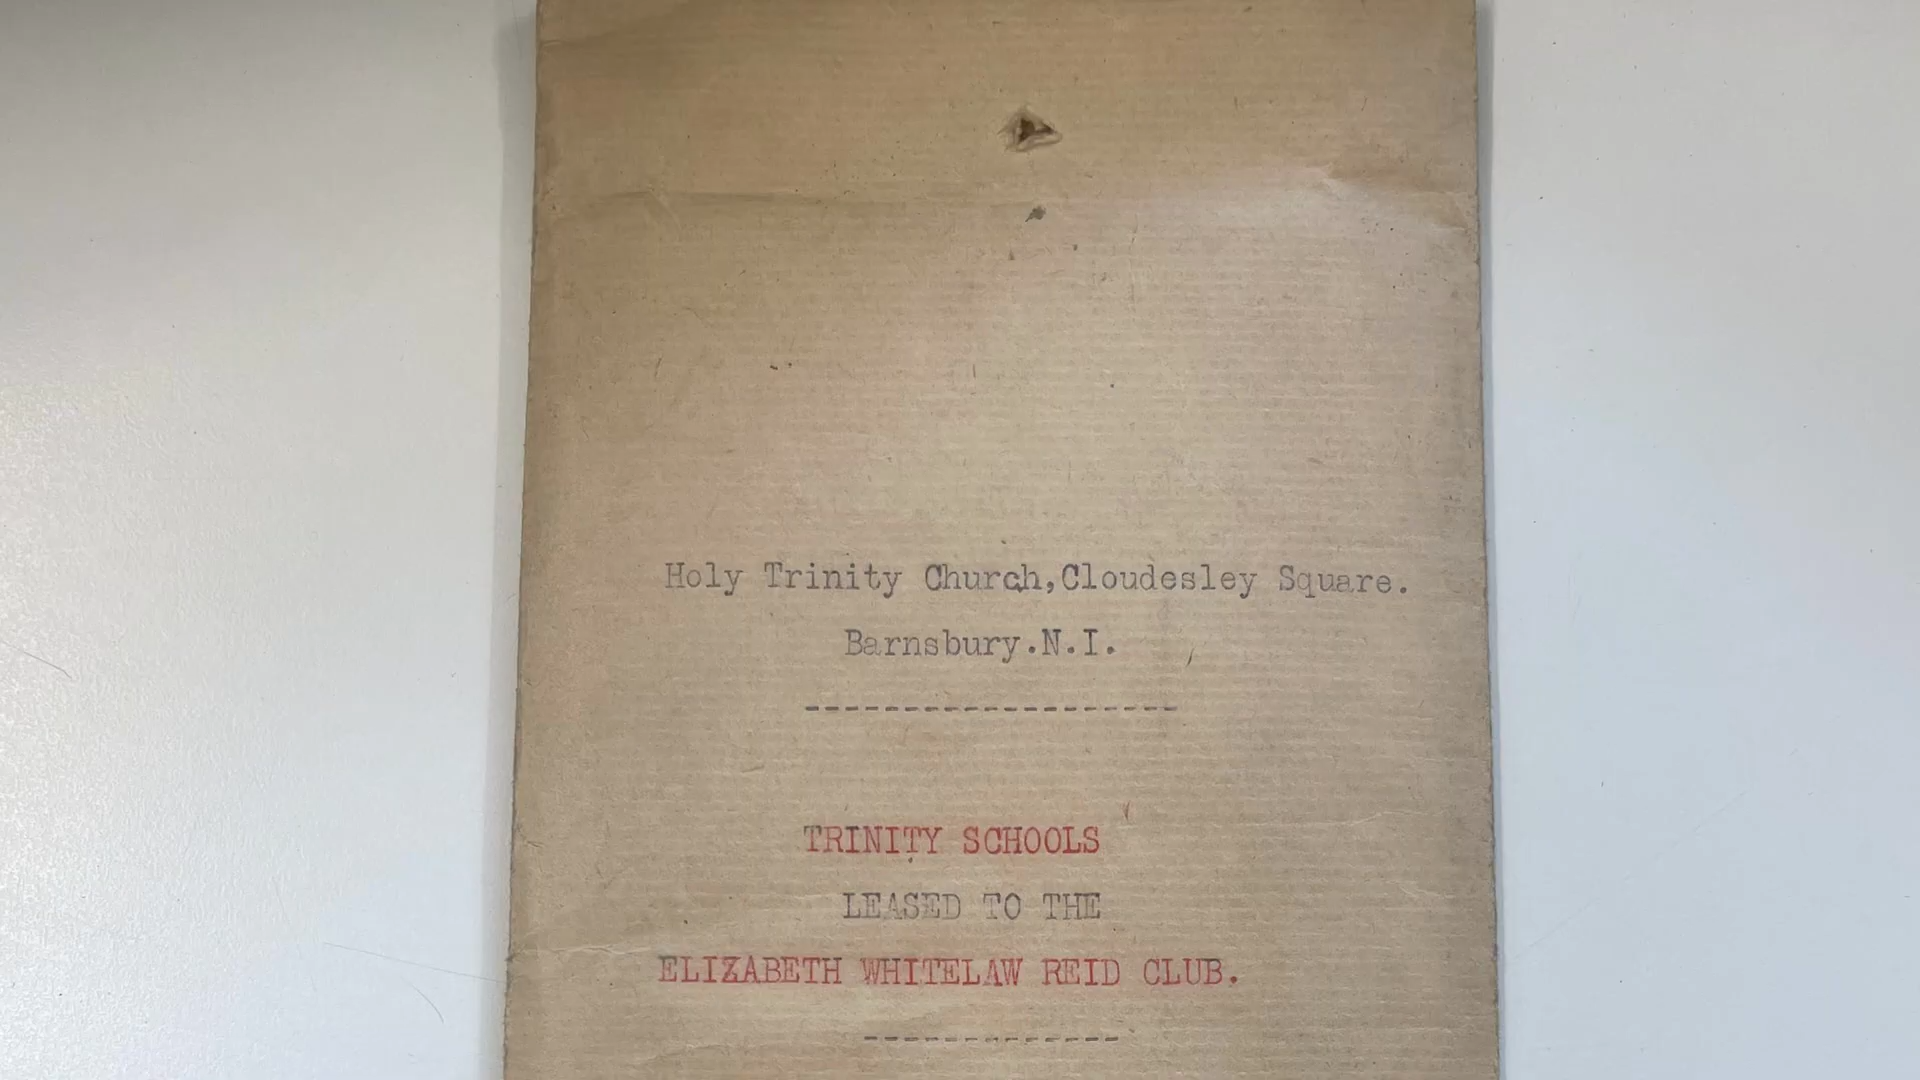 Holy Trinity Church,Cloudesley Square.
Barnsbury.N.I.
-------------------
TRINITY SCHOOLS
LEASED TO THE
ELIZABETH WHITELAW REID CLUB.
-------------